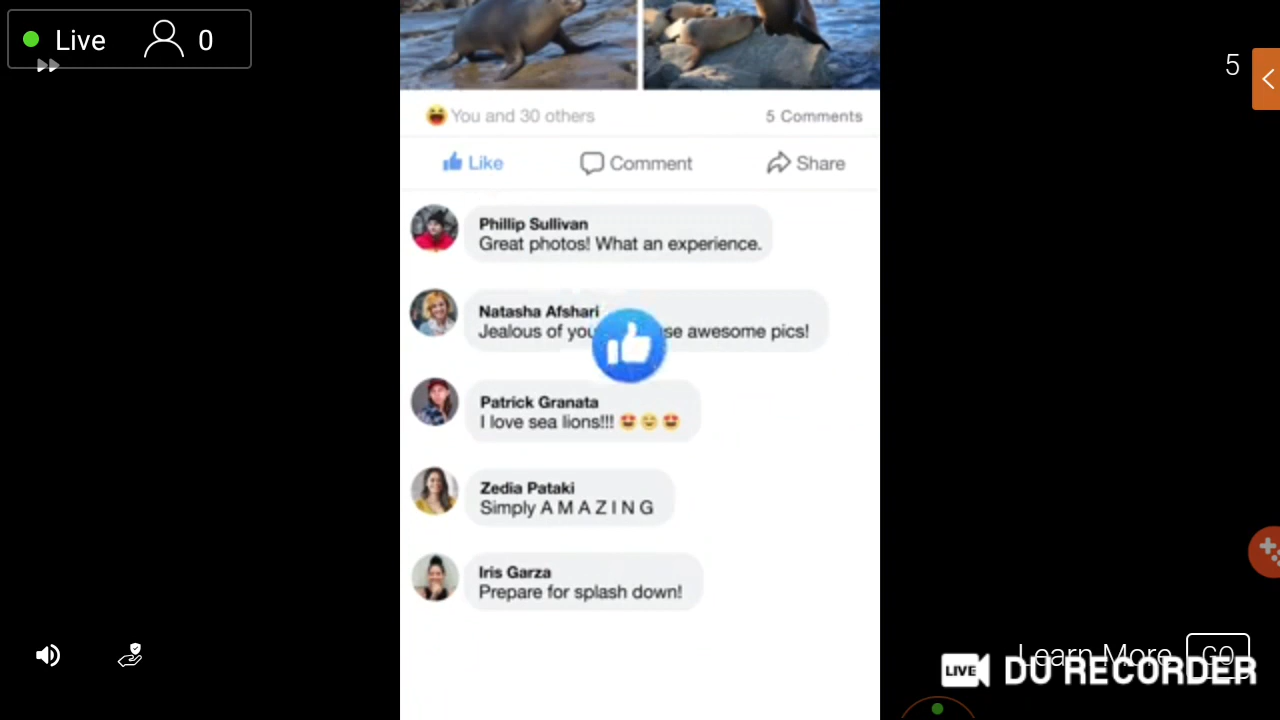 Live 0
5
You and 30 others 5 Comments
Like Comment Share
Phillip Sullivan
Great photos! What an experience.
Natasha Afshari
Jealous of you se awesome pics!
Patrick Granata
I love sea lions!!!
Zedia Pataki
Simply A M A Z I N G
Iris Garza
Prepare for splash down!
Learn More GO
LIVE DU RECORDER